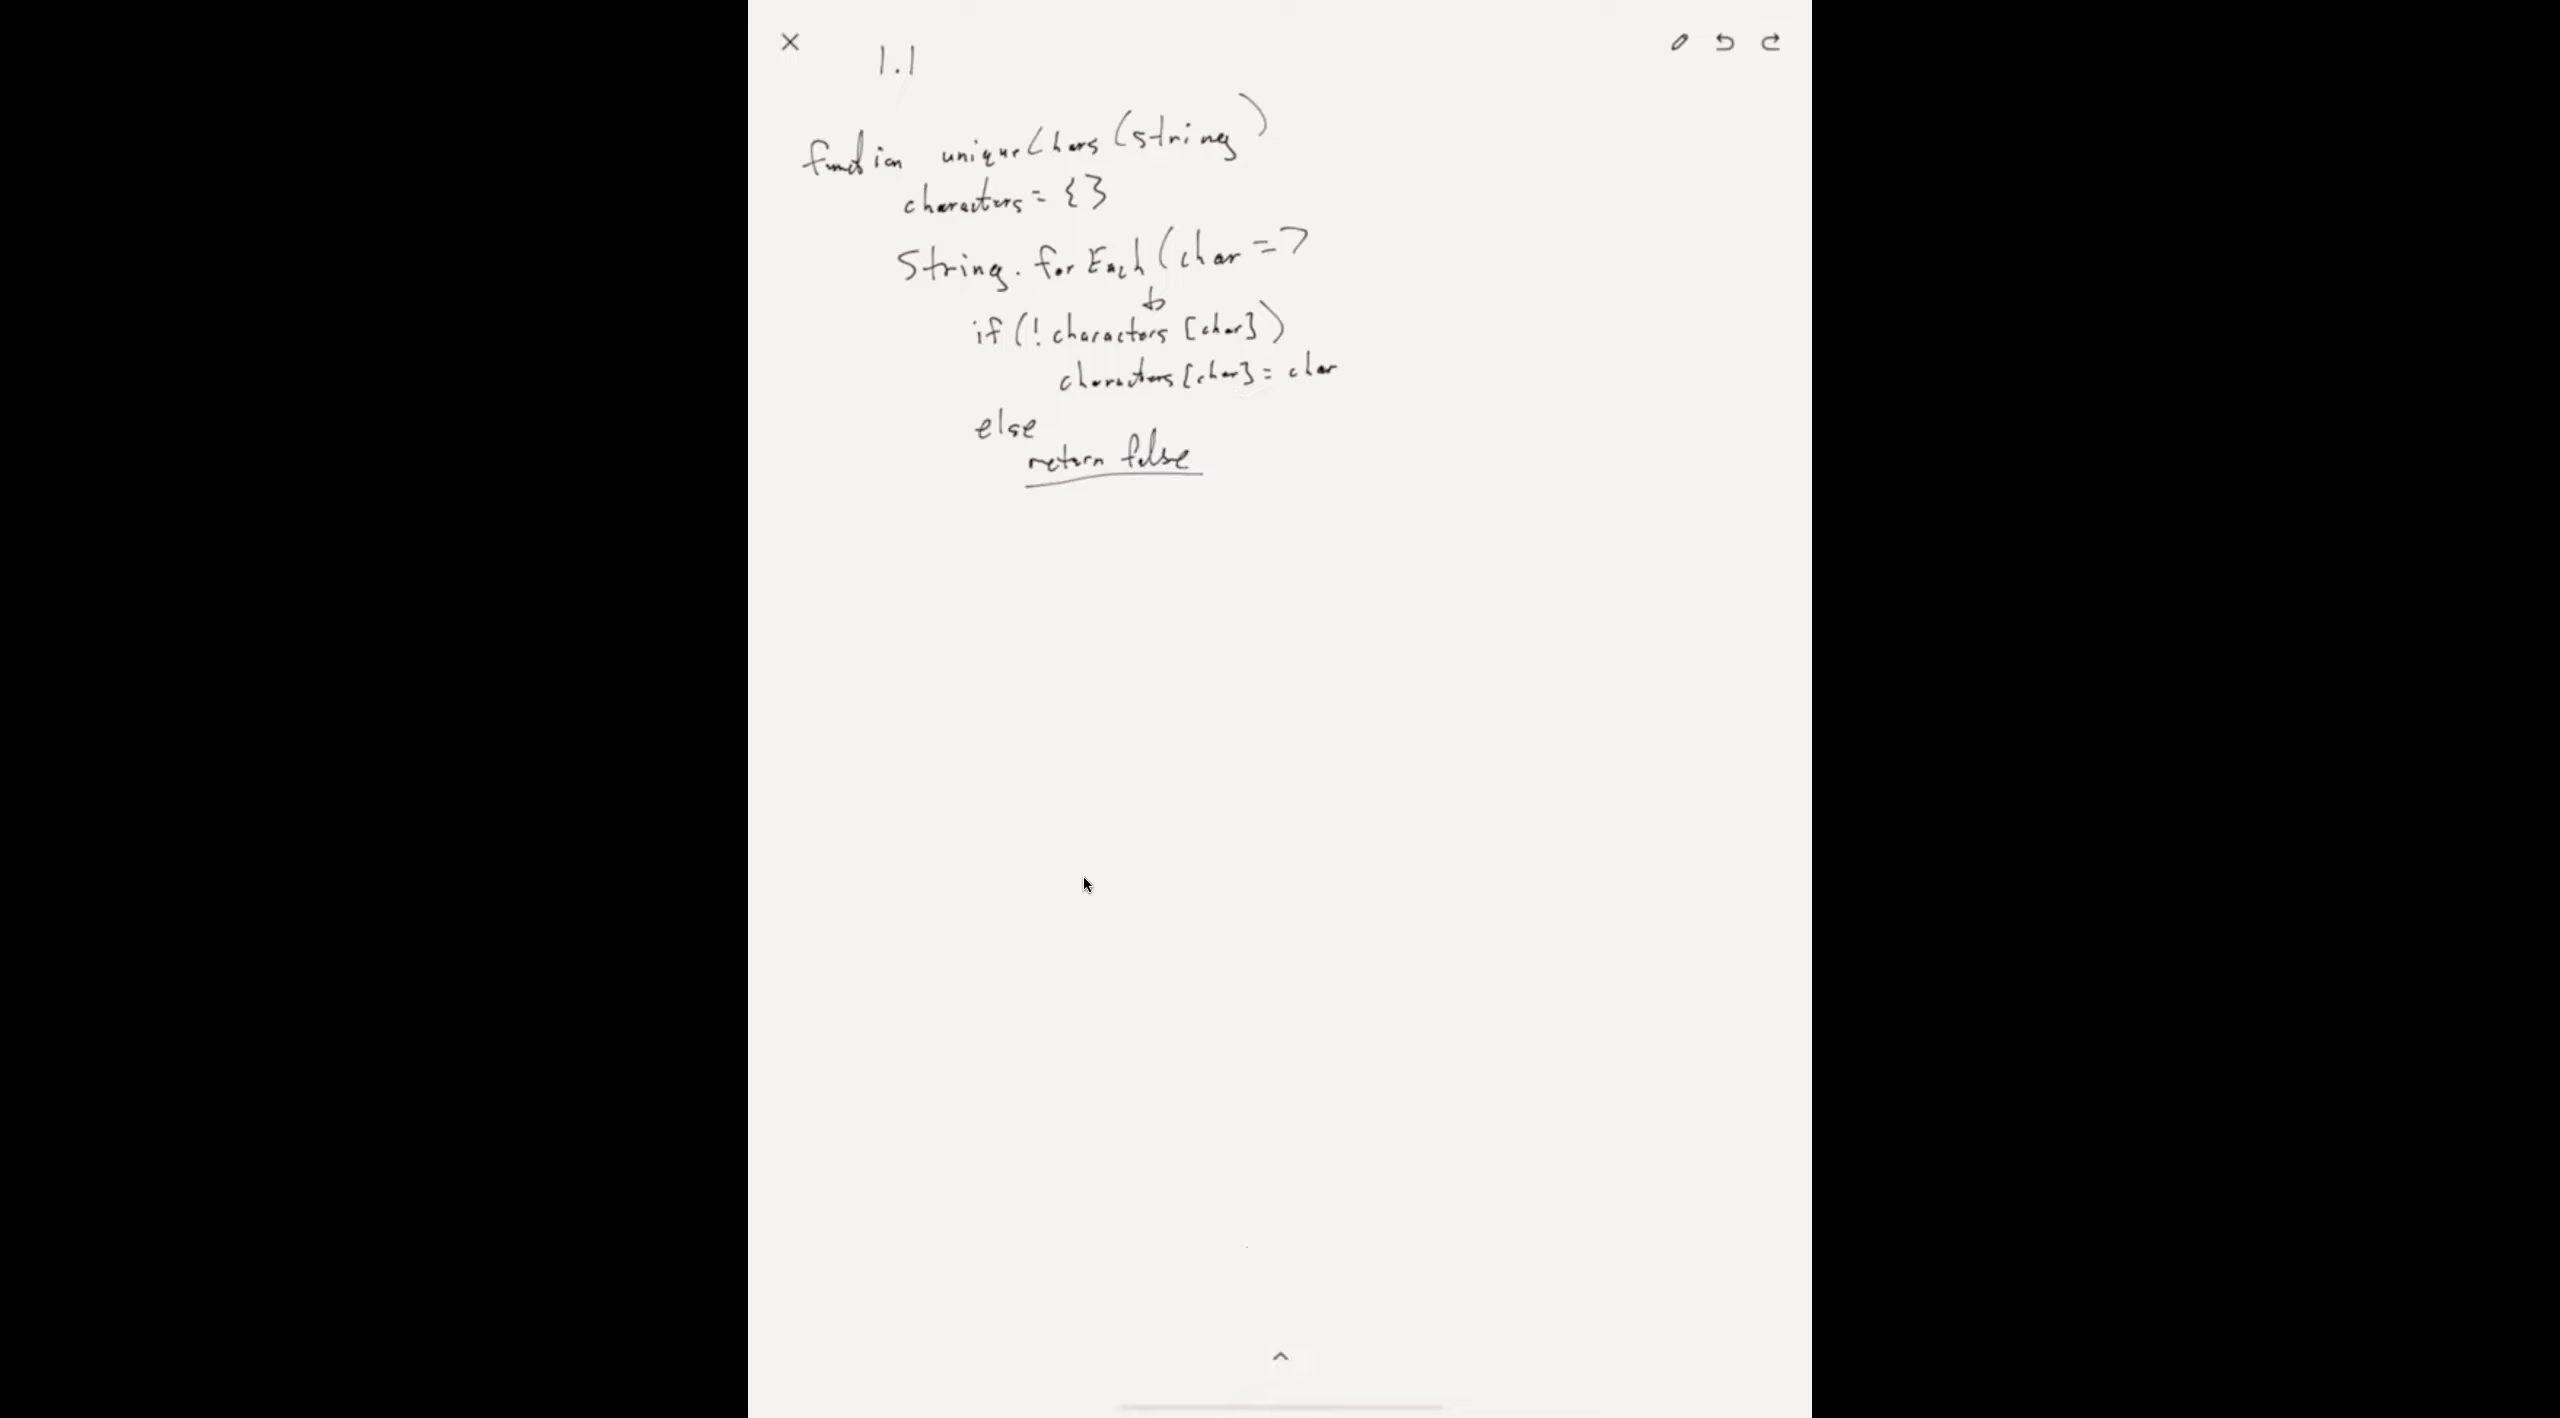 1.1
function uniqueChars (string)
characters = { }
String. forEach (char =>
if (! characters [char])
characters [char] = char
else
return false